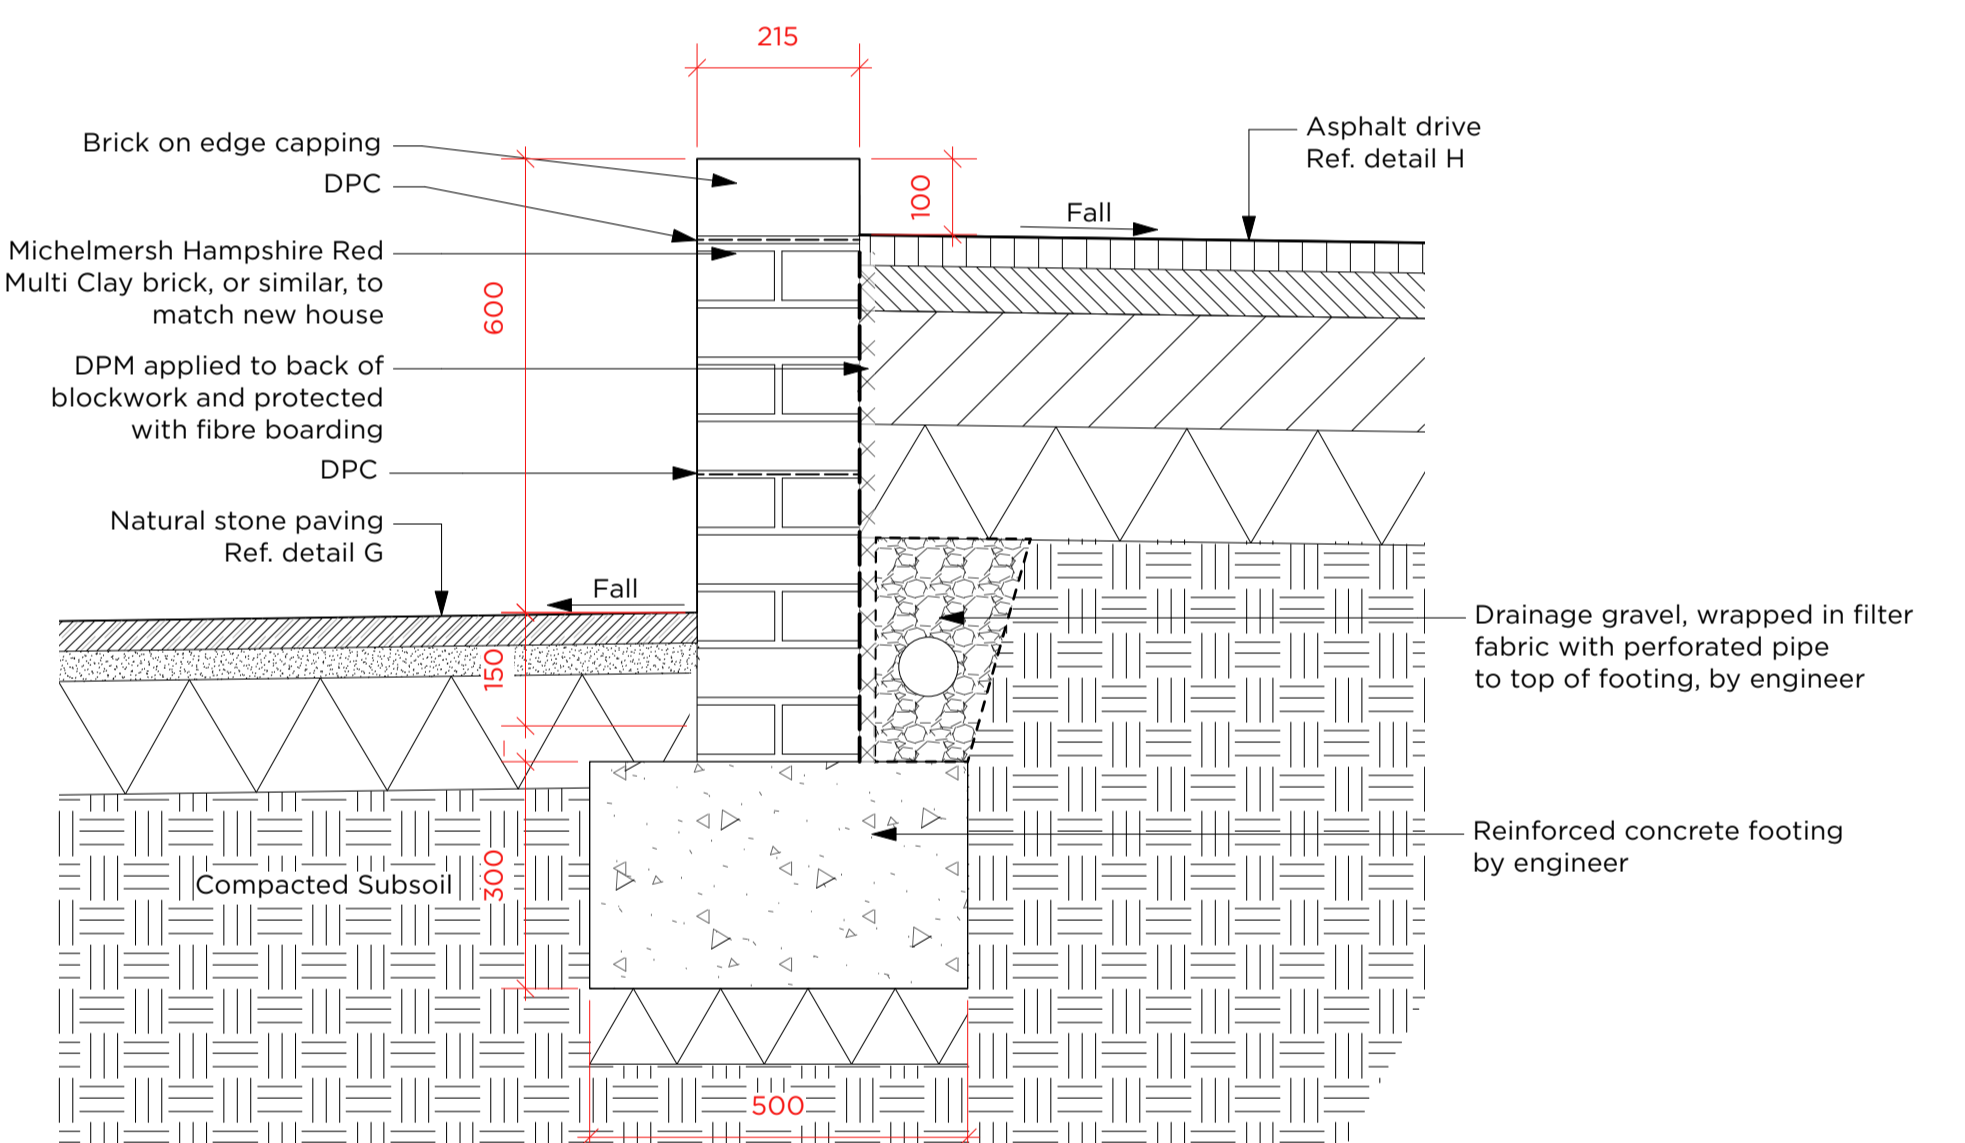 215
Brick on edge capping
DPC
Michelmersh Hampshire Red
Multi Clay brick, or similar, to
match new house
DPM applied to back of
blockwork and protected
with fibre boarding
DPC
Natural stone paving
Ref. detail G
Fall
600
150
300
Compacted Subsoil
500
100
Fall
Asphalt drive
Ref. detail H
Drainage gravel, wrapped in filter
fabric with perforated pipe
to top of footing, by engineer
Reinforced concrete footing
by engineer